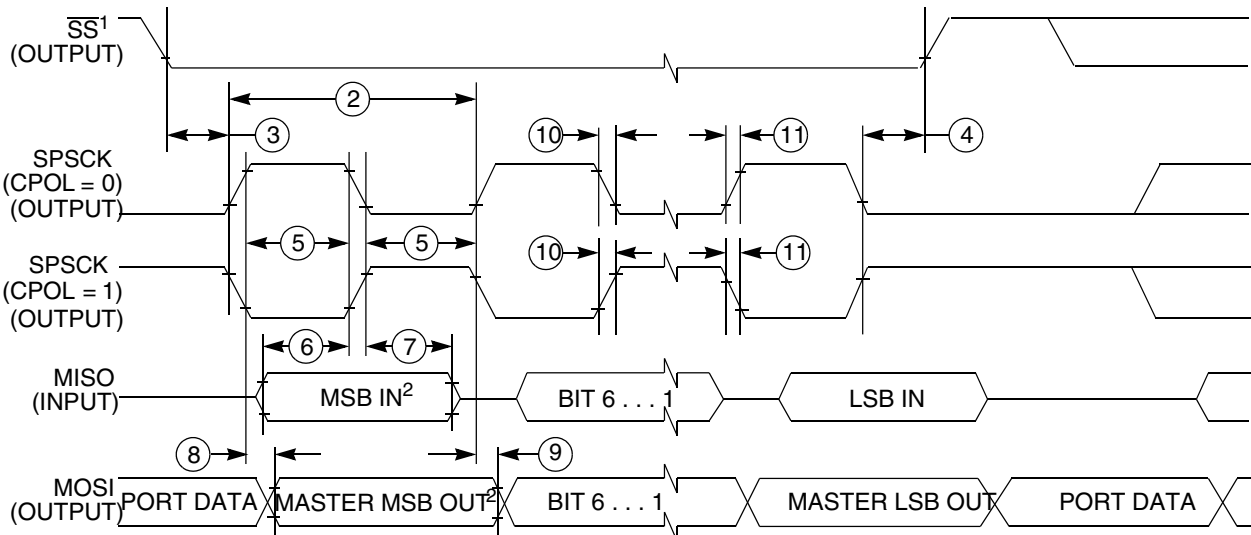 SS¹
(OUTPUT)
2
3
10
11
4
SPSCK
(CPOL = 0)
(OUTPUT)
5
5
SPSCK
(CPOL = 1)
(OUTPUT)
10
11
6
7
MISO
(INPUT)
MSB IN²
BIT 6 . . . 1
LSB IN
8
9
MOSI
(OUTPUT)
PORT DATA
MASTER MSB OUT²
BIT 6 . . . 1
MASTER LSB OUT
PORT DATA